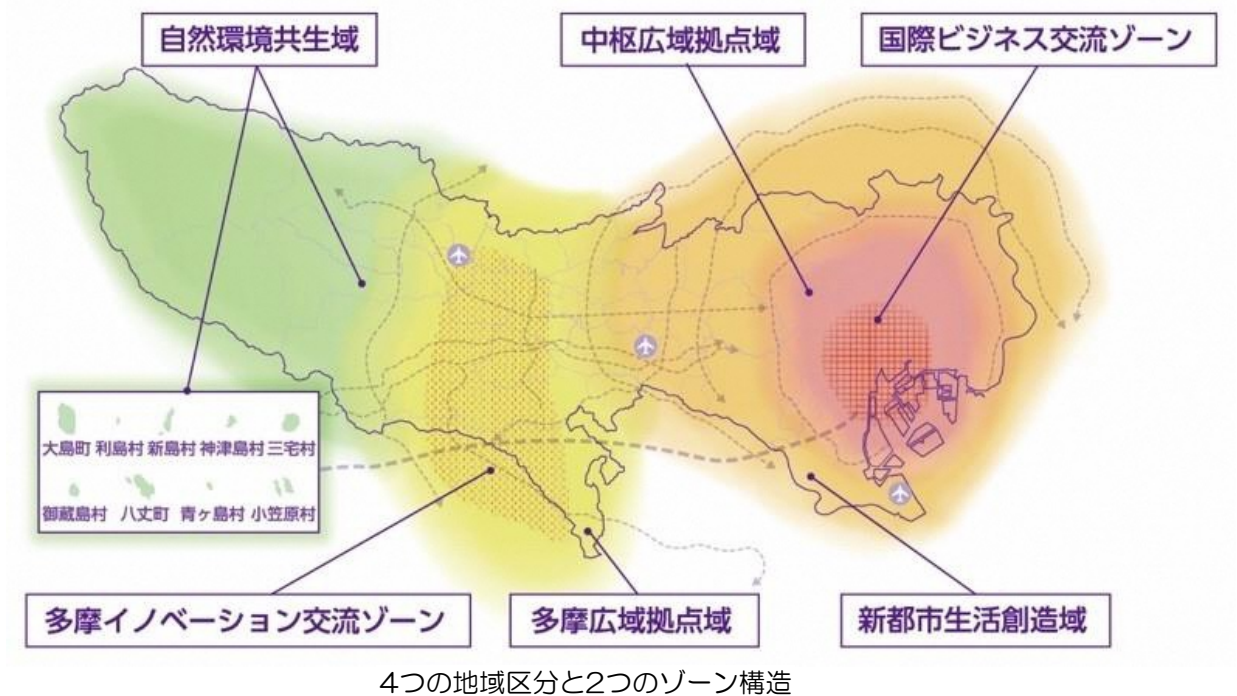 自然環境共生域
中枢広域拠点域
国際ビジネス交流ゾーン
大島町 利島村 新島村 神津島村 三宅村
御蔵島村 八丈町 青ヶ島村 小笠原村
多摩イノベーション交流ゾーン
多摩広域拠点域
新都市生活創造域
4つの地域区分と2つのゾーン構造